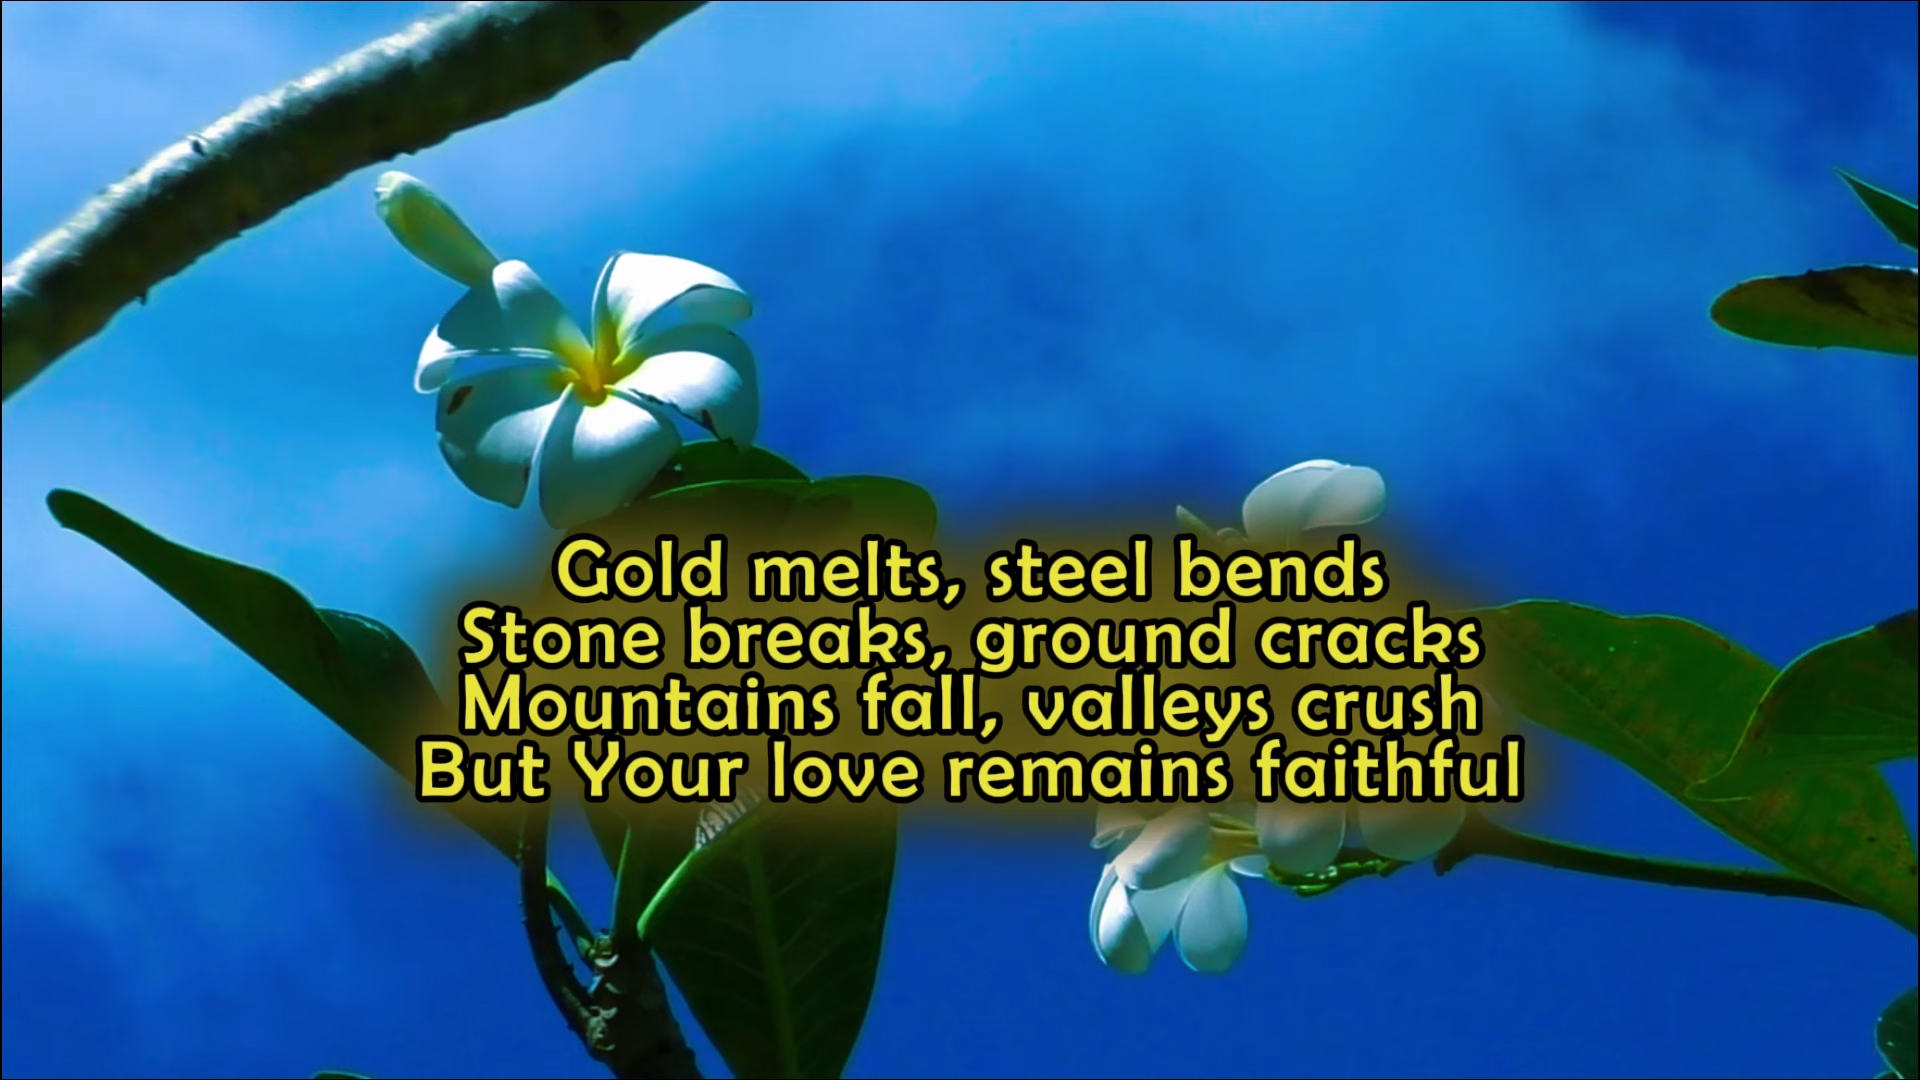 Gold melts, steel bends
Stone breaks, ground cracks
Mountains fall, valleys crush
But Your love remains faithful